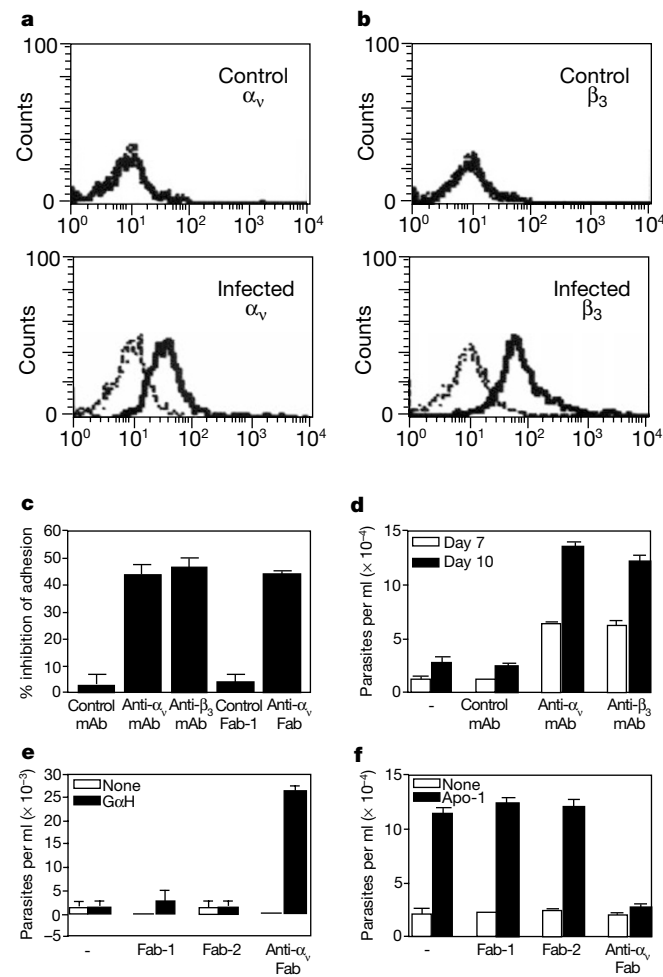 a
b
100
Counts
0
Control
αᵥ
10⁰ 10¹ 10² 10³ 10⁴
100
Counts
0
Control
β₃
10⁰ 10¹ 10² 10³ 10⁴
100
Counts
0
Infected
αᵥ
10⁰ 10¹ 10² 10³ 10⁴
100
Counts
0
Infected
β₃
10⁰ 10¹ 10² 10³ 10⁴
c
% inhibition of adhesion
60
50
40
30
20
10
0
Control mAb
Anti-αᵥ mAb
Anti-β₃ mAb
Control Fab-1
Anti-αᵥ Fab
d
Parasites per ml (× 10⁻⁴)
15
10
5
0
Day 7
Day 10
-
Control mAb
Anti-αᵥ mAb
Anti-β₃ mAb
e
Parasites per ml (× 10⁻³)
30
25
20
15
10
5
0
−5
None
GαH
-
Fab-1
Fab-2
Anti-αᵥ Fab
f
Parasites per ml (× 10⁻⁴)
15
10
5
0
None
Apo-1
-
Fab-1
Fab-2
Anti-αᵥ Fab